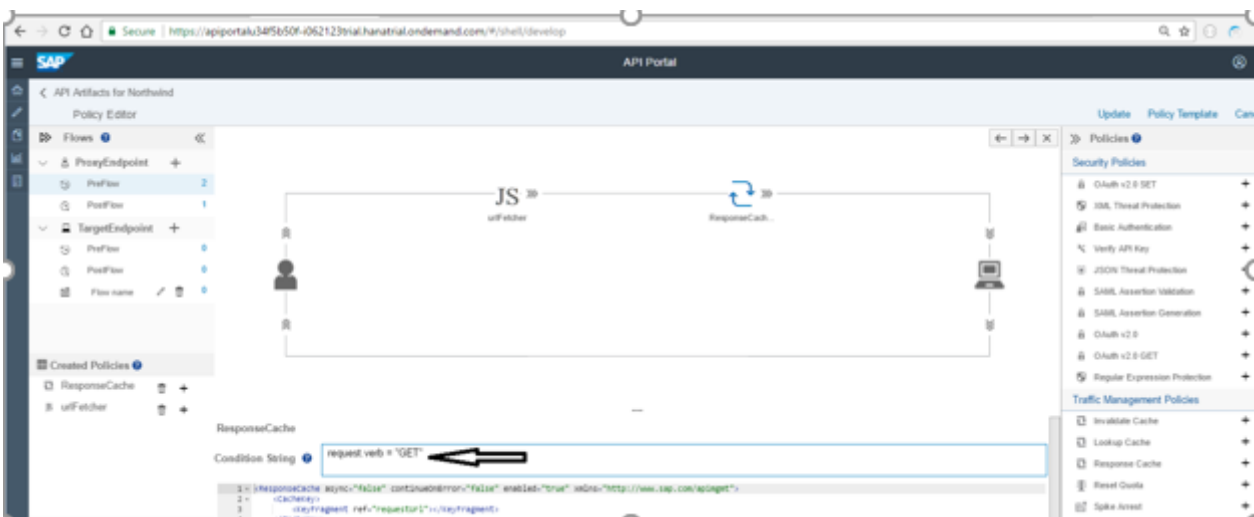 Secure | https://apiportalu34f5b50f-i062123trial.hanatrial.ondemand.com/#/shell/develop
SAP
API Portal
API Artifacts for Northwind
Policy Editor
Update Policy Template Canc
Flows
ProxyEndpoint
PreFlow 2
PostFlow 1
TargetEndpoint
PreFlow 0
PostFlow 0
Flow name 0
Created Policies
ResponseCache
urlFetcher
JS
urlFetcher
ResponseCach...
ResponseCache
Condition String
request.verb = "GET"
1 <ResponseCache async="false" continueOnError="false" enabled="true" xmlns="http://www.sap.com/apimgmt">
2 <CacheKey>
3 <KeyFragment ref="requestUrl"></KeyFragment>
Policies
Security Policies
OAuth v2.0 SET
XML Threat Protection
Basic Authentication
Verify API Key
JSON Threat Protection
SAML Assertion Validation
SAML Assertion Generation
OAuth v2.0
OAuth v2.0 GET
Regular Expression Protection
Traffic Management Policies
Invalidate Cache
Lookup Cache
Response Cache
Reset Quota
Spike Arrest